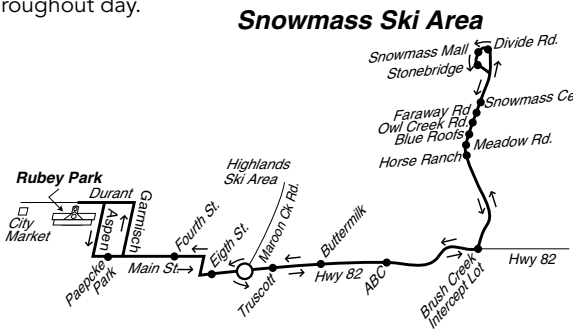 roughout day.
Snowmass Ski Area
Snowmass Mall
Divide Rd.
Stonebridge
Snowmass Ce
Faraway Rd
Owl Creek Rd.
Blue Roofs
Meadow Rd.
Horse Ranch
Highlands
Ski Area
Rubey Park
Durant
Garmisch
Aspen
City
Market
Fourth St.
Eigth St.
Maroon Ck Rd.
Buttermilk
Paepcke
Park
Main St.
Truscott
Hwy 82
ABC
Brush Creek
Intercept Lot
Hwy 82